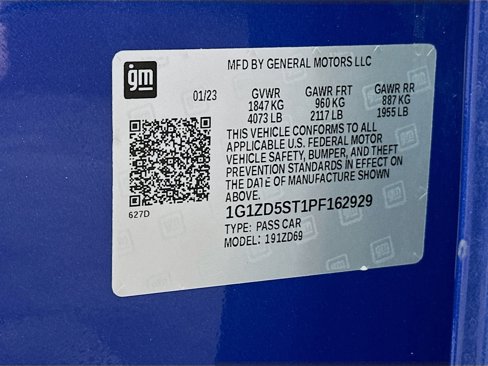 gm
MFD BY GENERAL MOTORS LLC
01/23 GVWR GAWR FRT GAWR RR
1847 KG 960 KG 887 KG
4073 LB 2117 LB 1955 LB
THIS VEHICLE CONFORMS TO ALL
APPLICABLE U.S. FEDERAL MOTOR
VEHICLE SAFETY, BUMPER, AND THEFT
PREVENTION STANDARDS IN EFFECT ON
THE DATE OF MANUFACTURE SHOWN
ABOVE.
627D
1G1ZD5ST1PF162929
TYPE: PASS CAR
MODEL: 191ZD69